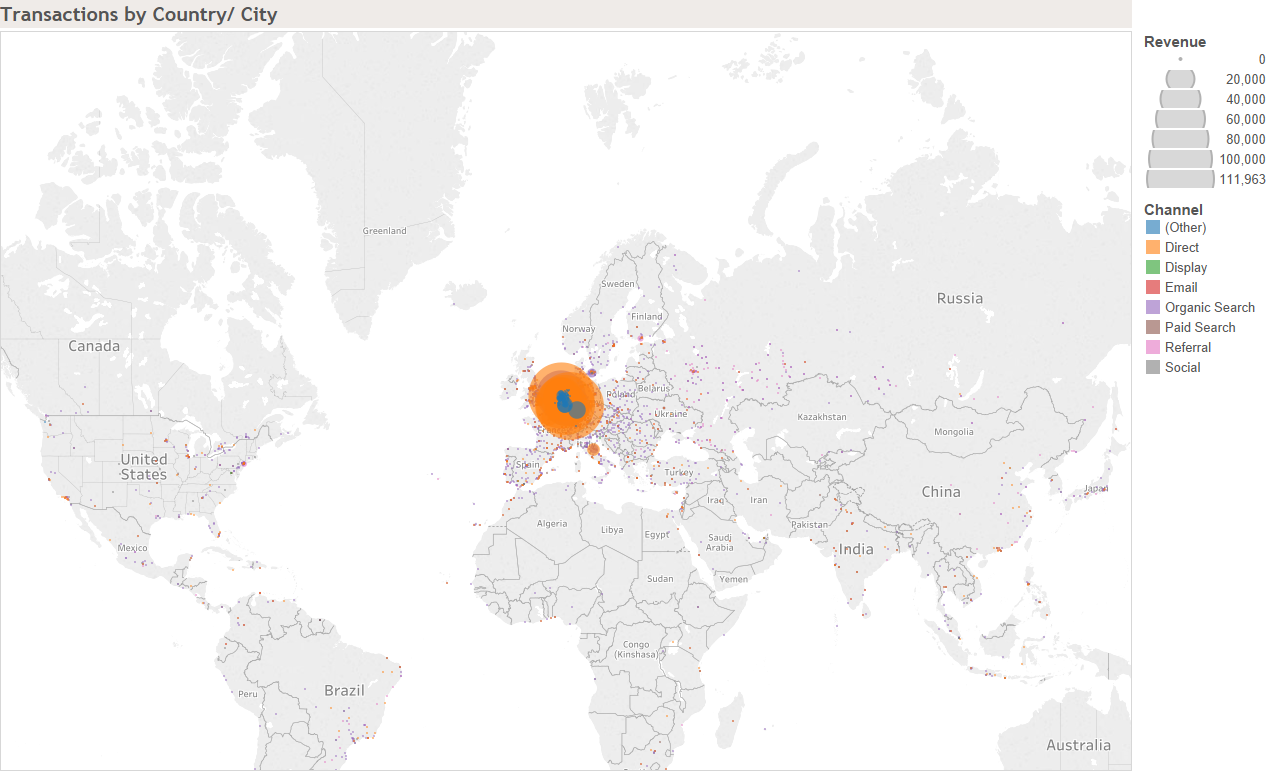 Transactions by Country/ City
Revenue
0
20,000
40,000
60,000
80,000
100,000
111,963
Channel
(Other)
Direct
Display
Email
Organic Search
Paid Search
Referral
Social
Greenland
Sweden
Russia
Finland
Norway
Canada
Belarus
Poland
Ukraine
Kazakhstan
Mongolia
United
States
Spain
Turkey
China
Japan
Iraq
Iran
Algeria
Libya
Egypt
Pakistan
Saudi
Arabia
Mexico
India
Sudan
Yemen
Congo
(Kinshasa)
Peru
Brazil
Australia